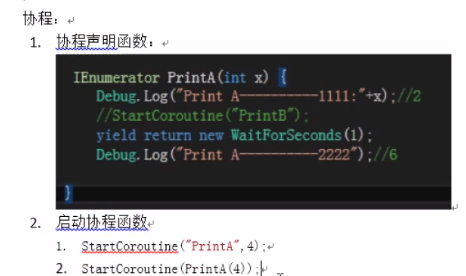 协程：
1. 协程声明函数：
IEnumerator PrintA(int x) {
Debug.Log("Print A----------1111:"+x);//2
//StartCoroutine("PrintB");
yield return new WaitForSeconds(1);
Debug.Log("Print A----------2222");//6
}
2. 启动协程函数
1. StartCoroutine("PrintA",4);
2. StartCoroutine(PrintA(4));